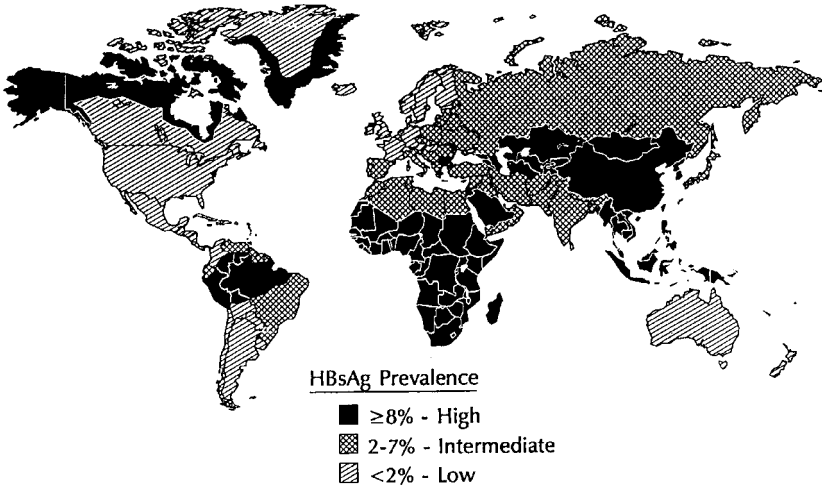 HBsAg Prevalence
≥8% - High
2-7% - Intermediate
<2% - Low